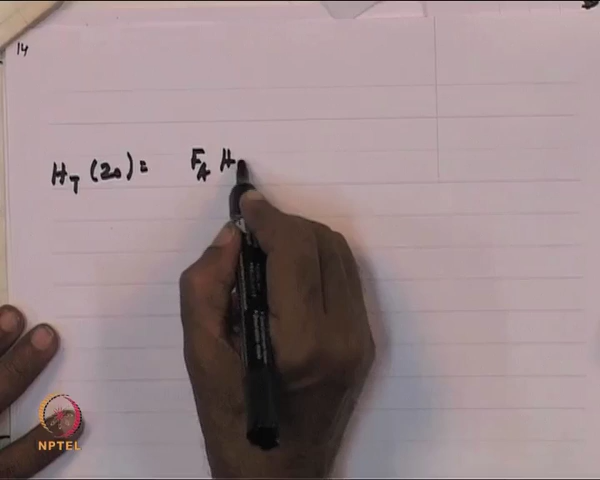 14
H_T (20) = F_A H
NPTEL